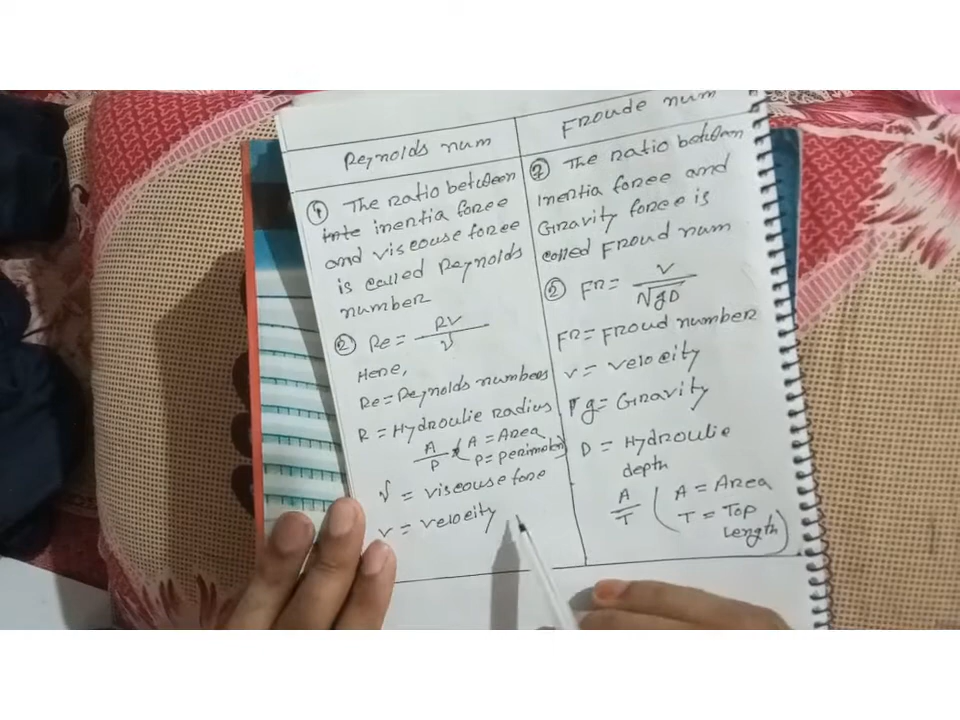 Reynolds num
① The ratio between
inte inertia force
and viscouse force
is called Reynolds
number
② Re = RV/√
Here,
Re = Reynolds numbers
R = Hydroulic radius
A/P ( A = Area
P = perimeter)
√ = viscouse fore
v = velocity
Froude num
① The ratio between
inertia force and
Gravity force is
called Froud num
② FR = V/√gD
FR = Froud number
v = velocity
g = Gravity
D = Hydroulic
depth
A/T ( A = Area
T = Top
Length )